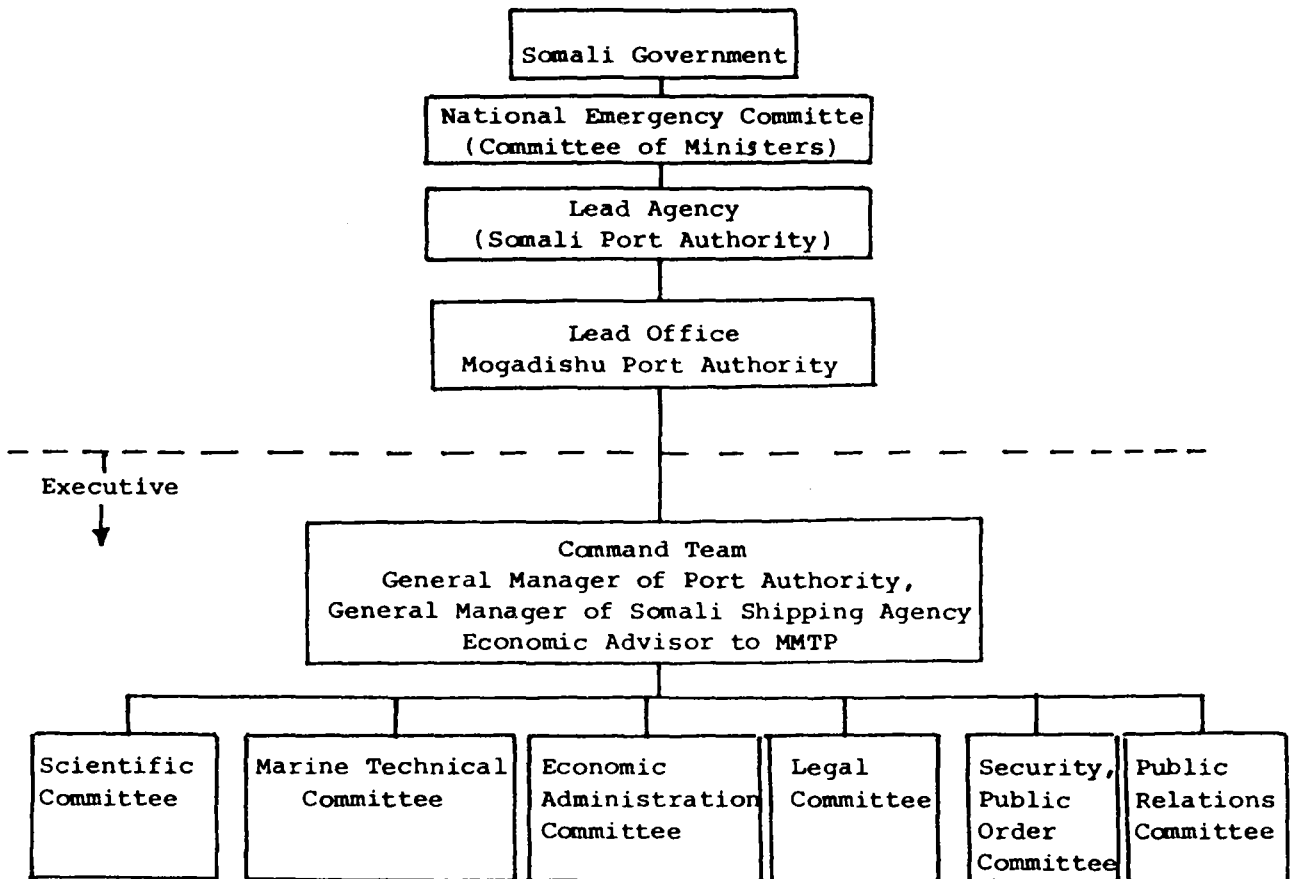 Somali Government
National Emergency Committe
(Committee of Ministers)
Lead Agency
(Somali Port Authority)
Lead Office
Mogadishu Port Authority
Executive
Command Team
General Manager of Port Authority,
General Manager of Somali Shipping Agency
Economic Advisor to MMTP
Scientific
Committee
Marine Technical
Committee
Economic
Administration
Committee
Legal
Committee
Security,
Public
Order
Committee
Public
Relations
Committee